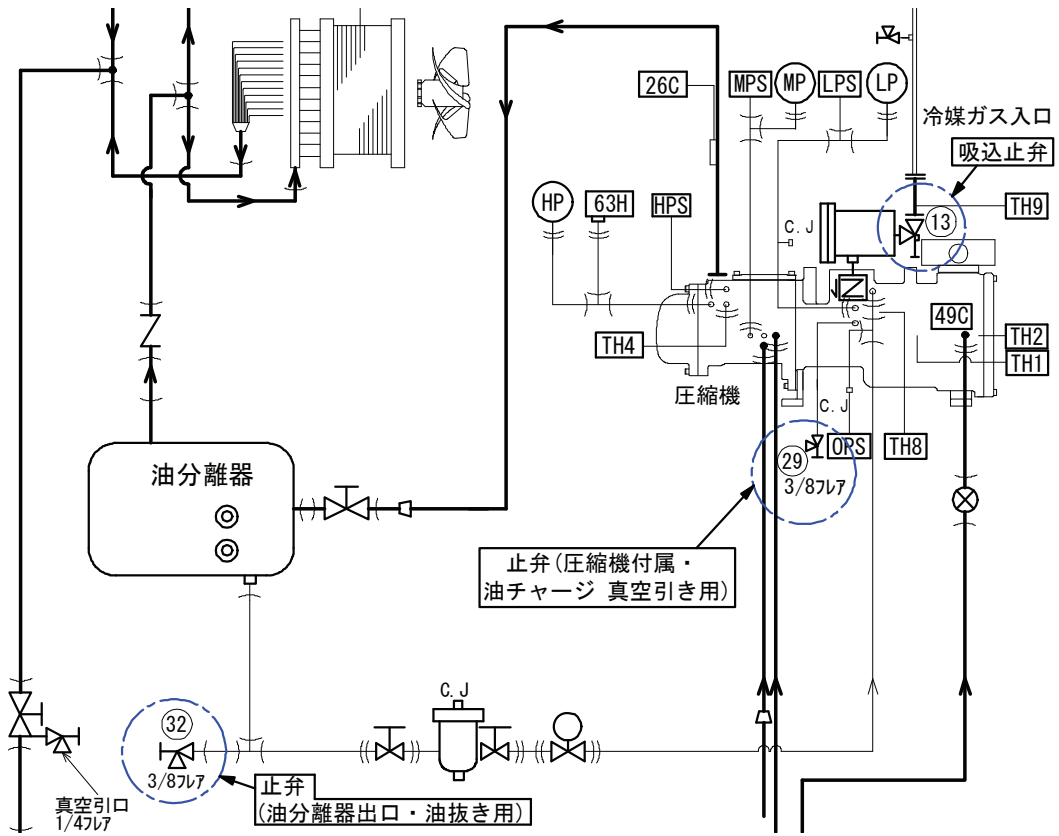 26C
MPS
MP
LPS
LP
冷媒ガス入口
吸込止弁
HP
63H
HPS
C.J
13
TH9
49C
TH4
TH2
TH1
圧縮機
C.J
油分離器
29
OPS
TH8
3/8フレア
止弁(圧縮機付属・
油チャージ 真空引き用)
C.J
32
3/8フレア
止弁
(油分離器出口・油抜き用)
真空引口
1/4フレア